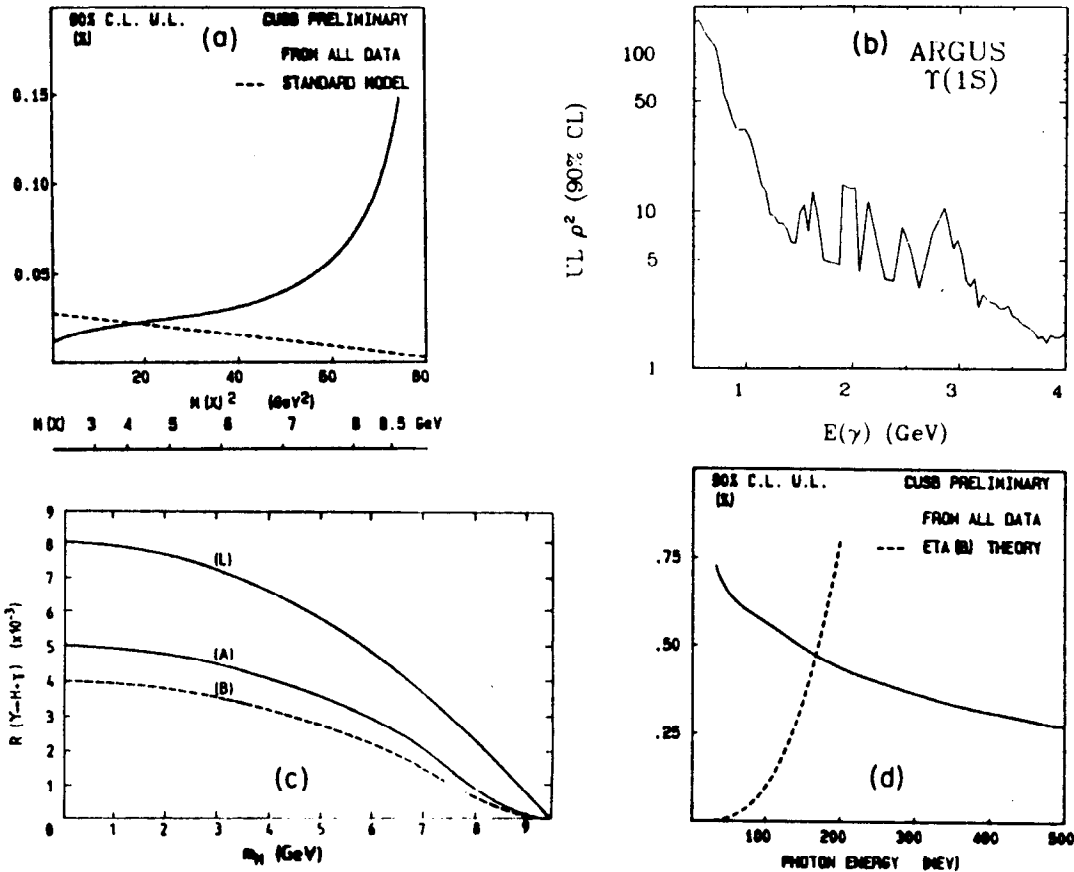 90% C.L. U.L.
(%)
(a)
CUSB PRELIMINARY
FROM ALL DATA
STANDARD MODEL
0.15
0.10
0.05
20 40 60 80
M(X)² (GeV²)
M(X) 3 4 5 6 7 8 8.5 GeV
(b)
ARGUS
ϒ(1S)
100
50
10
5
1
UL ρ² (90% CL)
1 2 3 4
E(γ) (GeV)
9
8
7
6
5
4
3
2
1
0
R (ϒ→H+γ) (x10⁻³)
(L)
(A)
(B)
(c)
0 1 2 3 4 5 6 7 8 9
m_H (GeV)
90% C.L. U.L.
(%)
CUSB PRELIMINARY
FROM ALL DATA
ETA (B) THEORY
.75
.50
.25
(d)
100 200 300 400 500
PHOTON ENERGY (MEV)